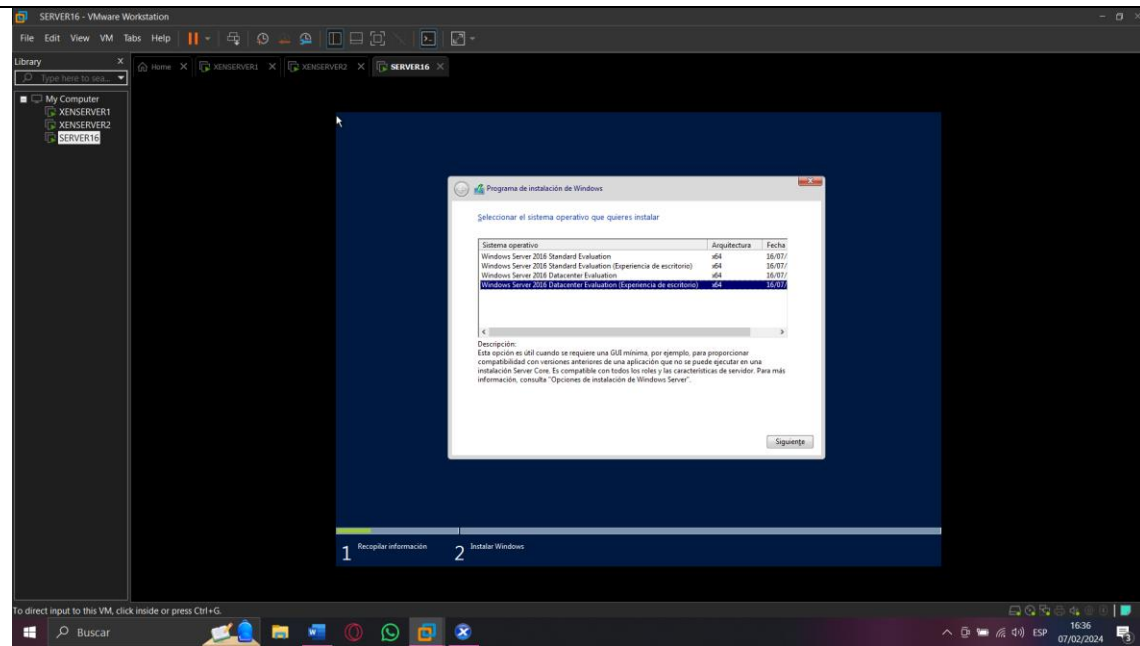 SERVER16 - VMware Workstation
File Edit View VM Tabs Help
Library X
Type here to sea...
Home X XENSERVER1 X XENSERVER2 X SERVER16 X
My Computer
XENSERVER1
XENSERVER2
SERVER16
Programa de instalación de Windows
Seleccionar el sistema operativo que quieres instalar
Sistema operativo Arquitectura Fecha
Windows Server 2016 Standard Evaluation x64 16/07/
Windows Server 2016 Standard Evaluation (Experiencia de escritorio) x64 16/07/
Windows Server 2016 Datacenter Evaluation x64 16/07/
Windows Server 2016 Datacenter Evaluation (Experiencia de escritorio) x64 16/07/
Descripción:
Esta opción es útil cuando se requiere una GUI mínima, por ejemplo, para proporcionar
compatibilidad con versiones anteriores de una aplicación que no se puede ejecutar en una
instalación Server Core. Es compatible con todos los roles y las características de servidor. Para más
información, consulta "Opciones de instalación de Windows Server".
Siguiente
1 Recopilar información 2 Instalar Windows
To direct input to this VM, click inside or press Ctrl+G.
Buscar
ESP
16:36
07/02/2024
3